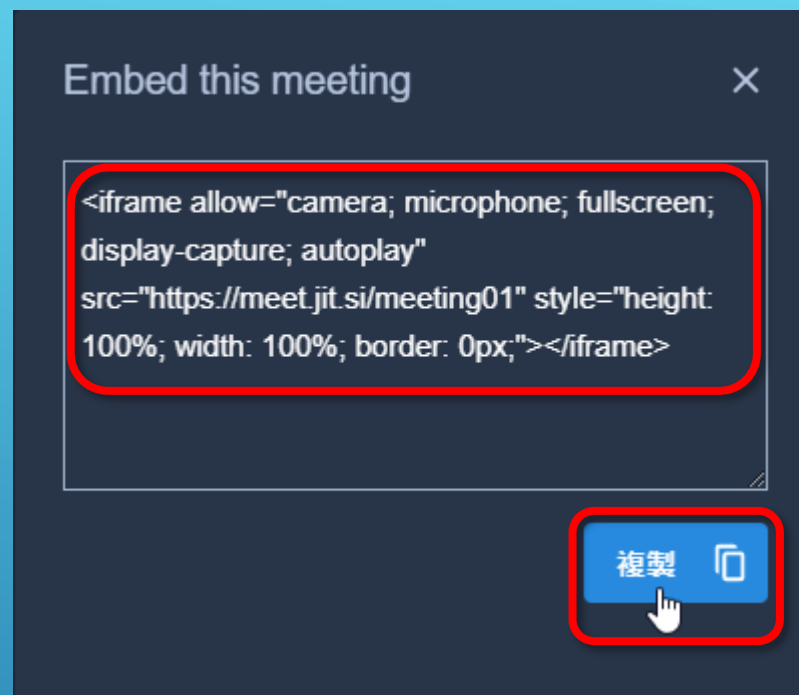 Embed this meeting
<iframe allow="camera; microphone; fullscreen;
display-capture; autoplay"
src="https://meet.jit.si/meeting01" style="height:
100%; width: 100%; border: 0px;"></iframe>
複製